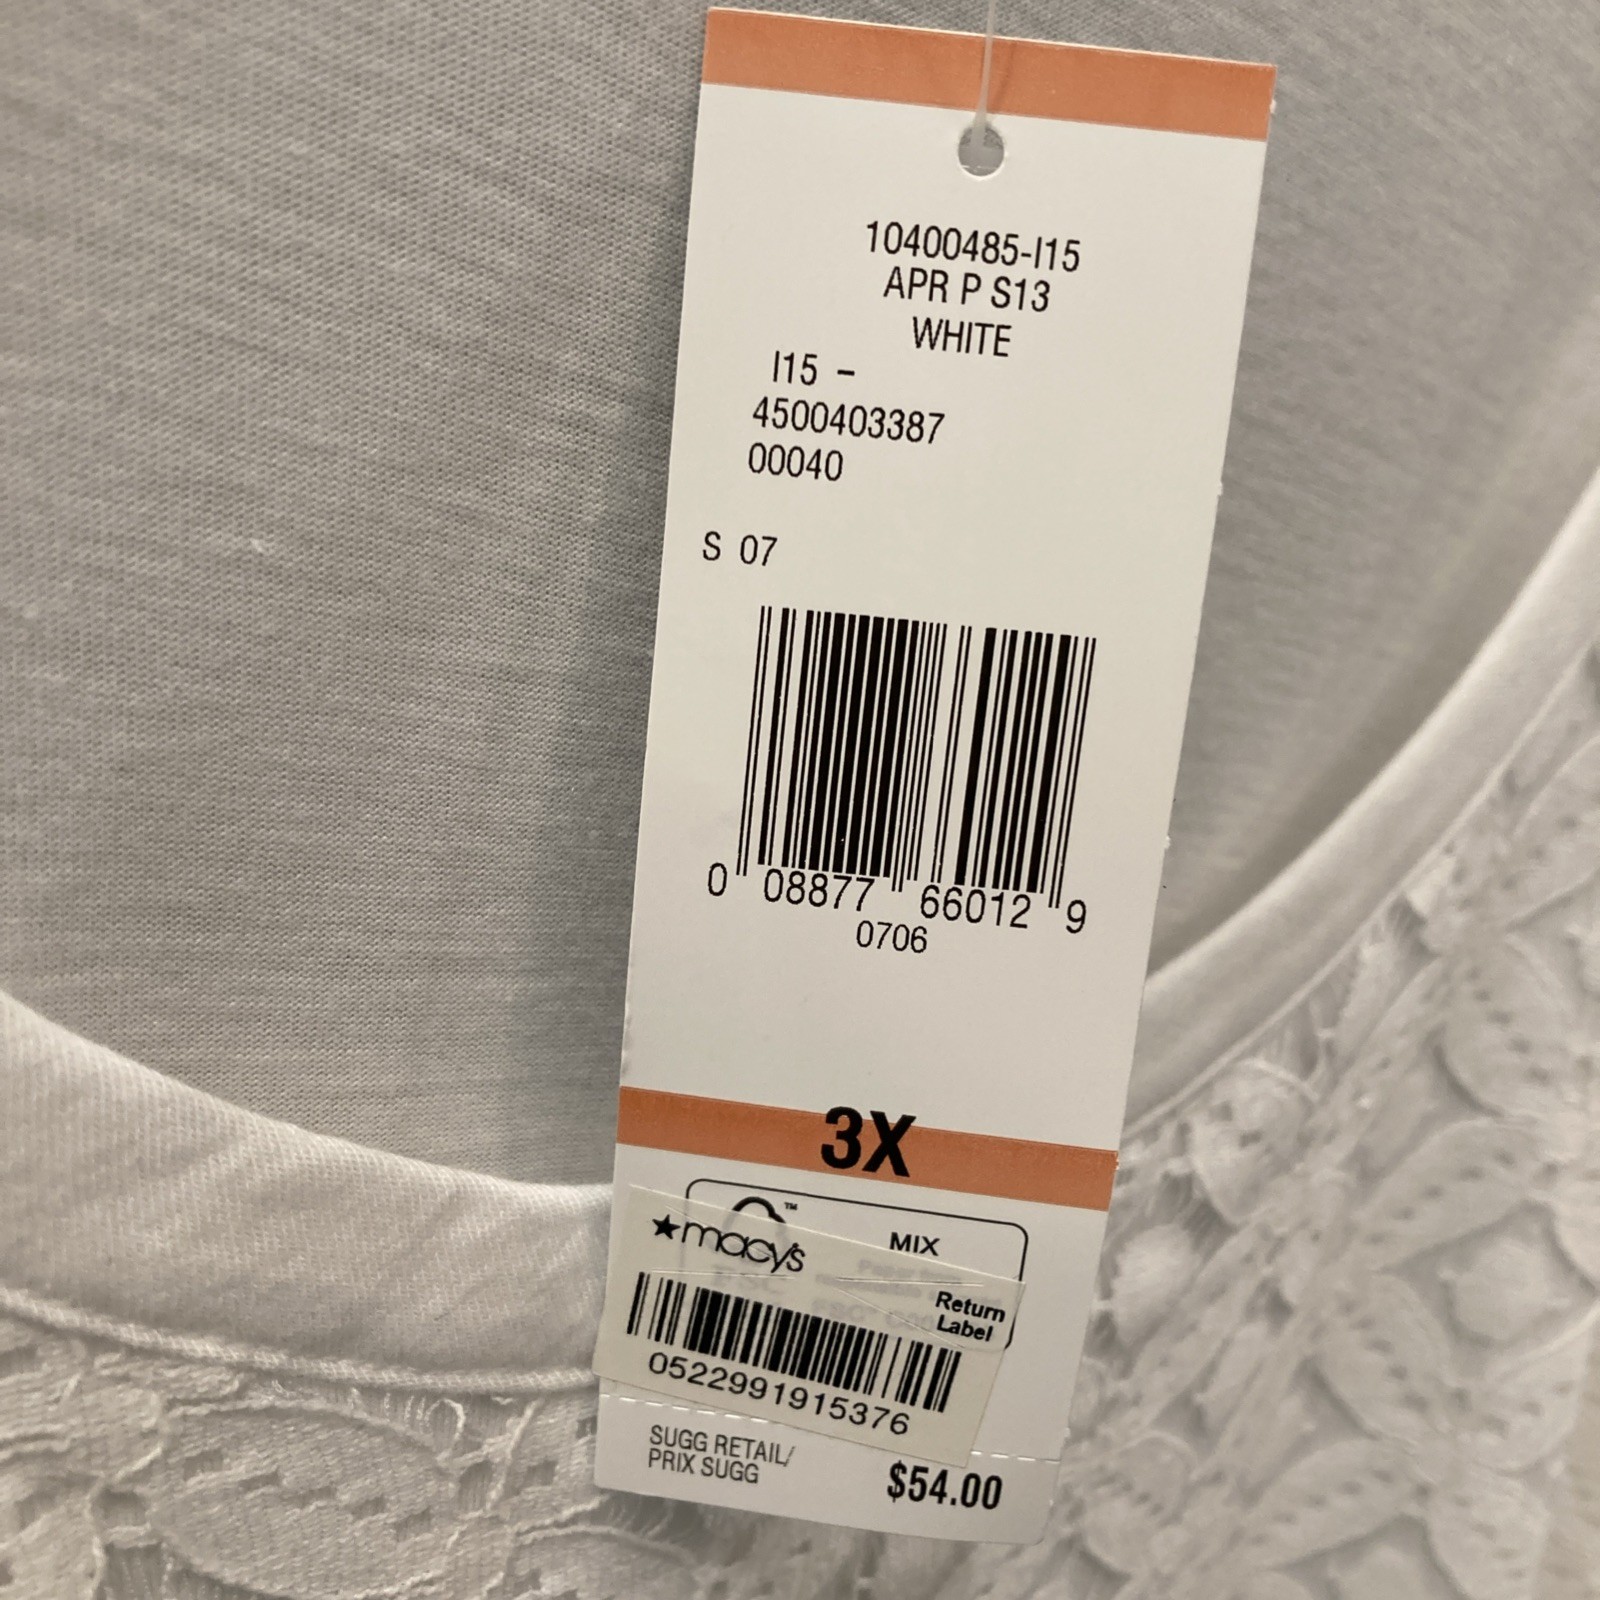 10400485-I15
APR P S13
WHITE
I15 -
4500403387
00040
S 07
0 08877 66012 9
0706
3X
™
MIX
★macy's
Return
Label
0522991915376
SUGG RETAIL/
PRIX SUGG
$54.00